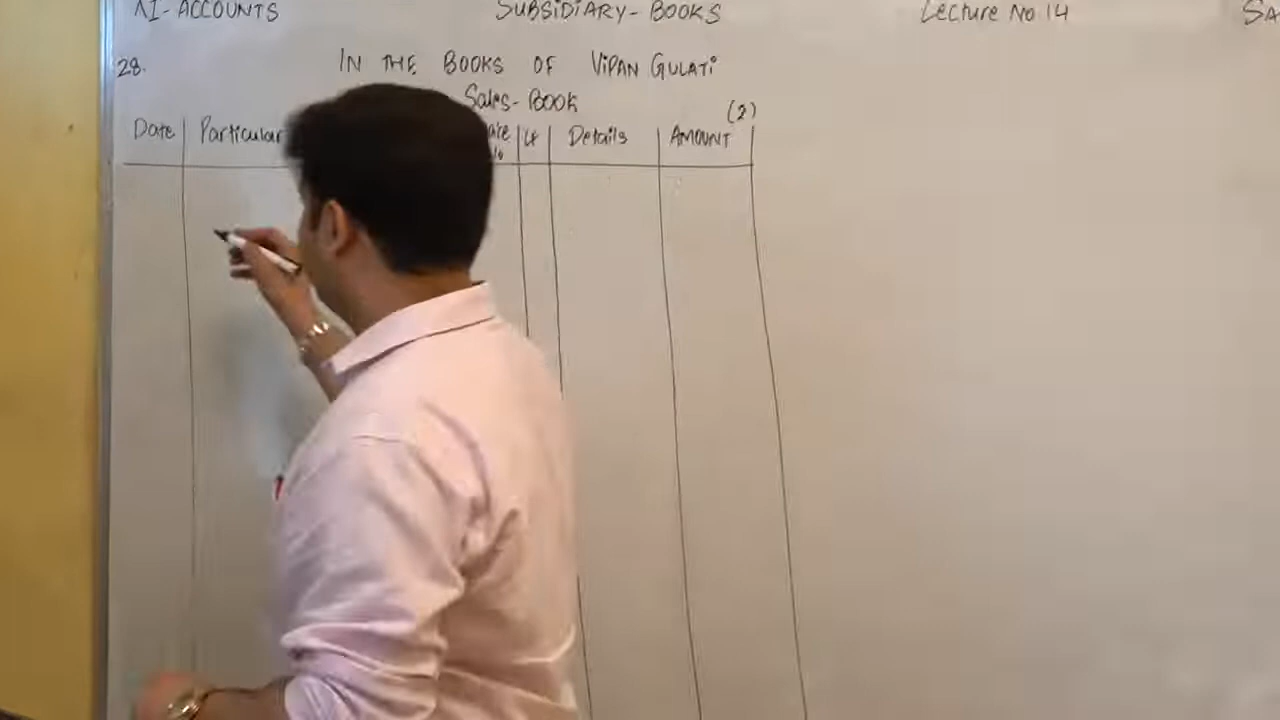 XI- ACCOUNTS SUBSIDIARY- BOOKS Lecture No 14
28. IN THE BOOKS OF VIPAN GULATI
Sales- Book
(2)
Date Particular Details AMOUNT